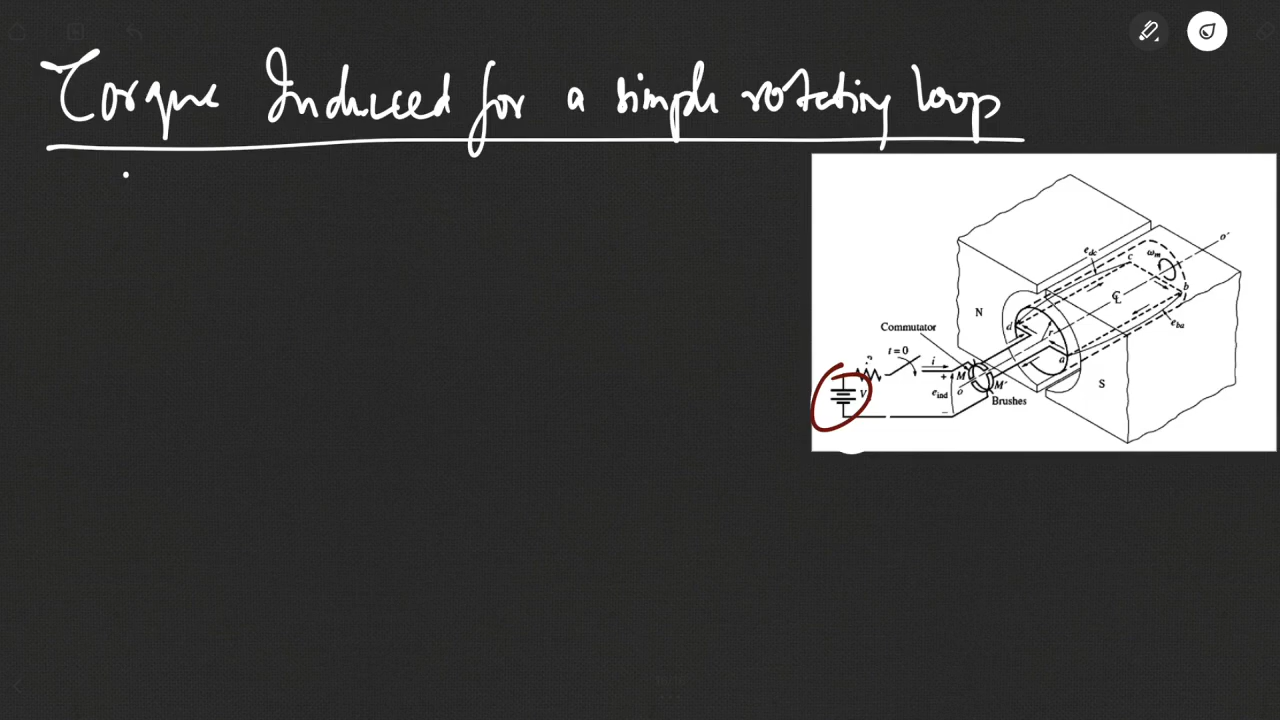 Torque Induced for a simple rotating loop
o'
ω_m
e_dc
c
b
N
℄
e_ba
d
r
Commutator
a
t = 0
S
i
+
M
M'
V
e_ind
o
Brushes
−